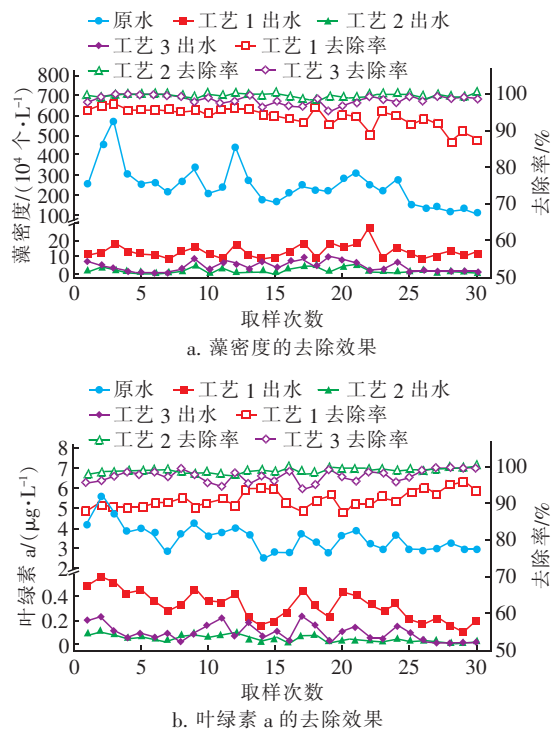 原水 工艺 1 出水 工艺 2 出水
工艺 3 出水 工艺 1 去除率
工艺 2 去除率 工艺 3 去除率
藻密度/(10⁴ 个·L⁻¹)
800
700
600
500
400
300
200
100
20
10
0
0 5 10 15 20 25 30
100
90
80
70
60
50
去除率/%
取样次数
a. 藻密度的去除效果
原水 工艺 1 出水 工艺 2 出水
工艺 3 出水 工艺 1 去除率
工艺 2 去除率 工艺 3 去除率
叶绿素 a/(μg·L⁻¹)
8
7
6
5
4
3
2
0.4
0.2
0
0 5 10 15 20 25 30
100
90
80
70
60
50
去除率/%
取样次数
b. 叶绿素 a 的去除效果